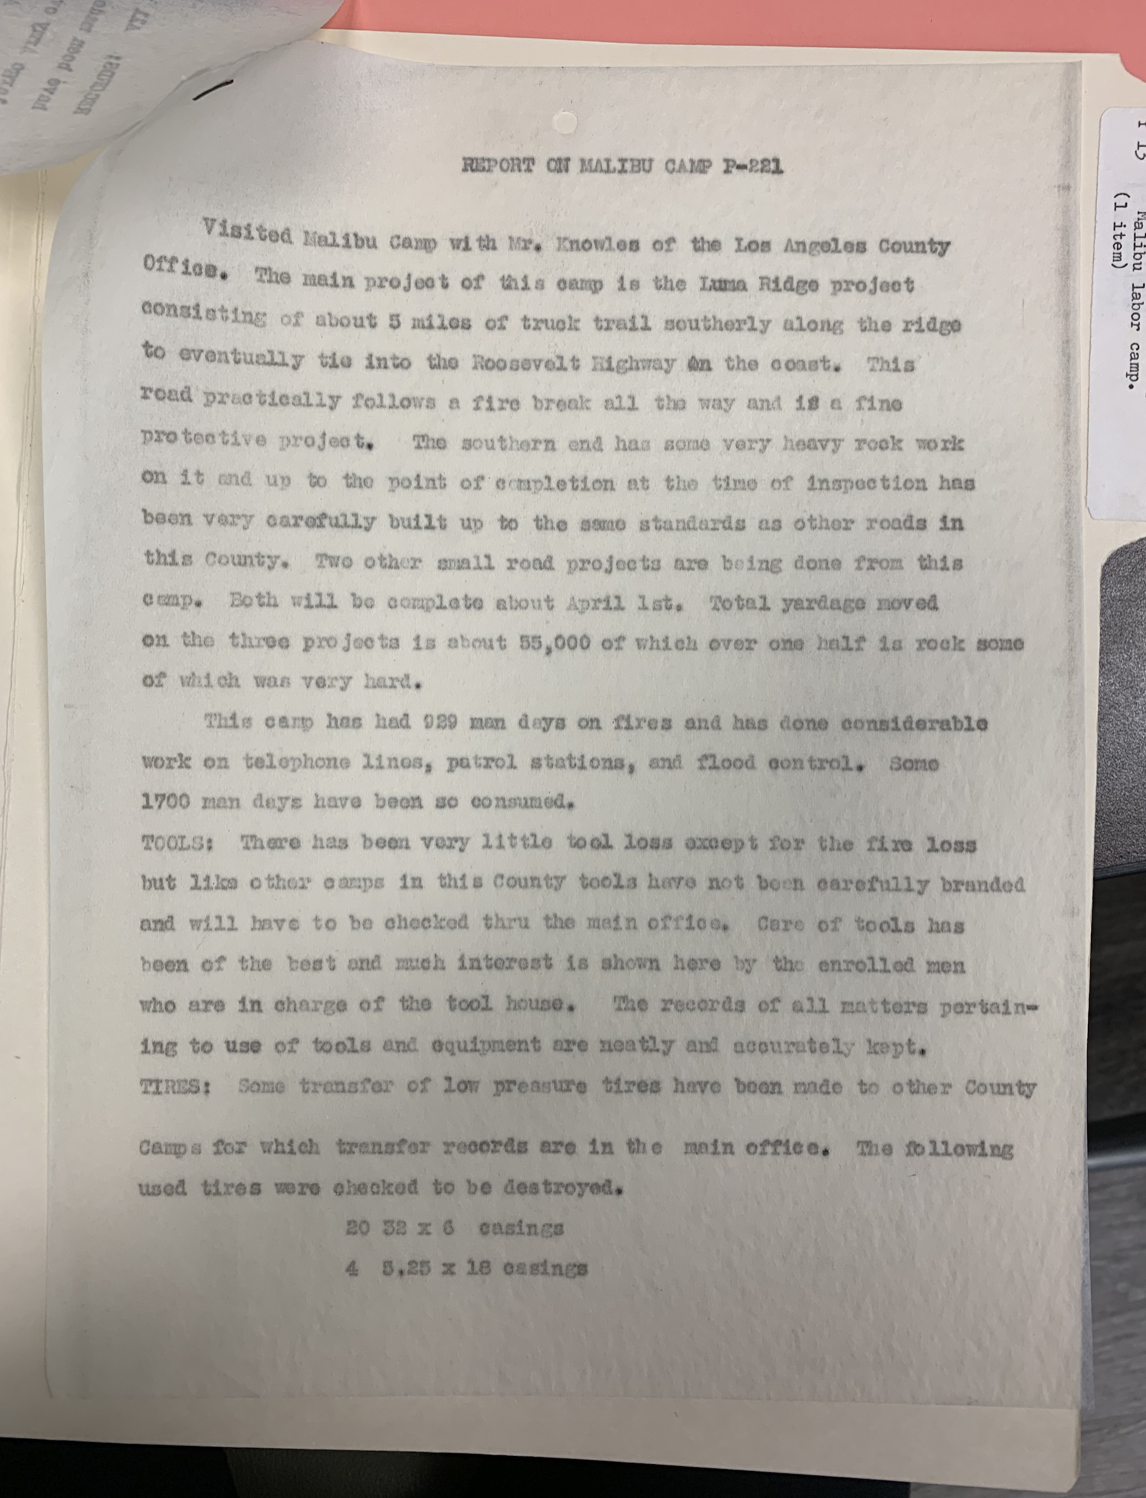 REPORT ON MALIBU CAMP P-221
Visited Malibu Camp with Mr. Knowles of the Los Angeles County
Office. The main project of this camp is the Luma Ridge project
consisting of about 5 miles of truck trail southerly along the ridge
to eventually tie into the Roosevelt Highway on the coast. This
road practically follows a fire break all the way and is a fine
protective project. The southern end has some very heavy rock work
on it and up to the point of completion at the time of inspection has
been very carefully built up to the same standards as other roads in
this County. Two other small road projects are being done from this
camp. Both will be complete about April 1st. Total yardage moved
on the three projects is about 55,000 of which over one half is rock some
of which was very hard.
This camp has had 929 man days on fires and has done considerable
work on telephone lines, patrol stations, and flood control. Some
1700 man days have been so consumed.
TOOLS: There has been very little tool loss except for the fire loss
but like other camps in this County tools have not been carefully branded
and will have to be checked thru the main office. Care of tools has
been of the best and much interest is shown here by the enrolled men
who are in charge of the tool house. The records of all matters pertain-
ing to use of tools and equipment are neatly and accurately kept.
TIRES: Some transfer of low pressure tires have been made to other County
Camps for which transfer records are in the main office. The following
used tires were checked to be destroyed.
20 32 x 6 casings
4 5.25 x 18 casings
Malibu labor camp.
(1 item)